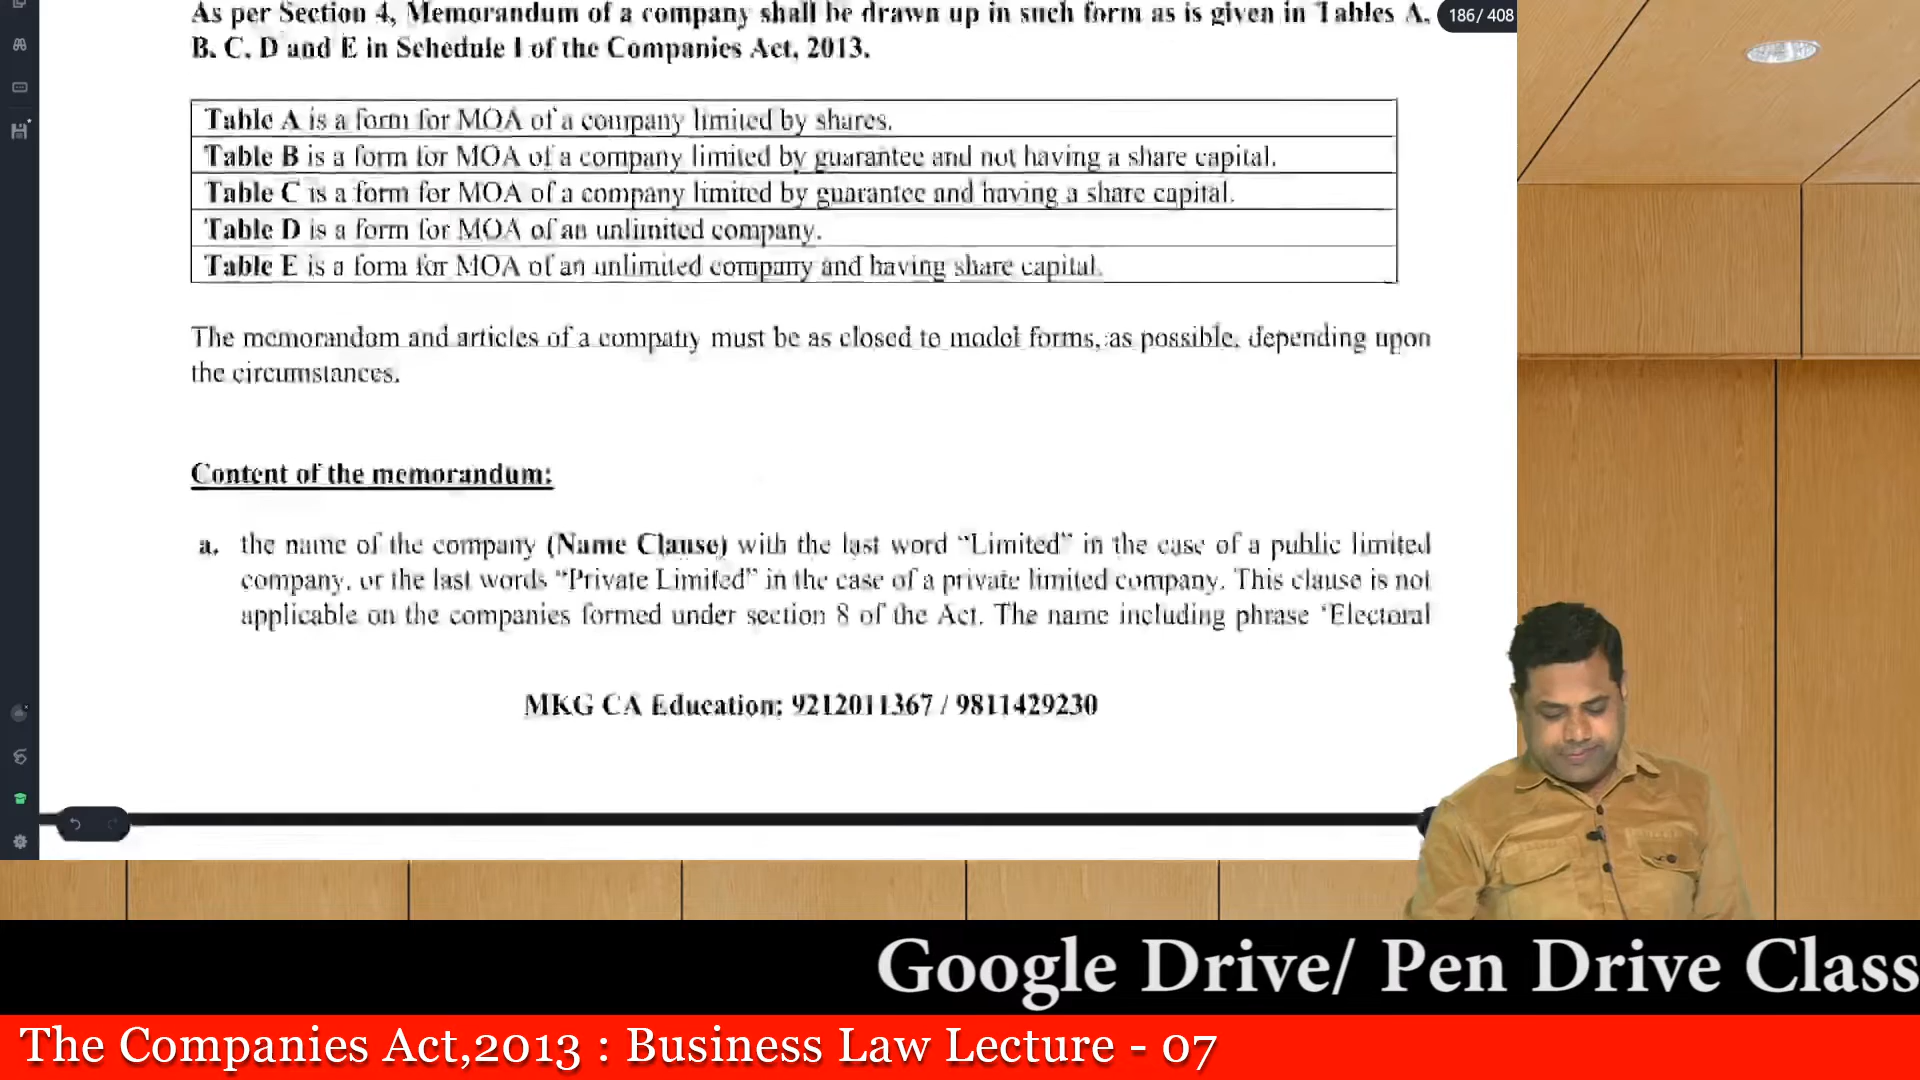 As per Section 4, Memorandum of a company shall be drawn up in such form as is given in Tables A,
186/ 408
B, C, D and E in Schedule I of the Companies Act, 2013.
Table A is a form for MOA of a company limited by shares.
Table B is a form for MOA of a company limited by guarantee and not having a share capital.
Table C is a form for MOA of a company limited by guarantee and having a share capital.
Table D is a form for MOA of an unlimited company.
Table E is a form for MOA of an unlimited company and having share capital.
The memorandum and articles of a company must be as closed to model forms, as possible, depending upon
the circumstances.
Content of the memorandum:
a. the name of the company (Name Clause) with the last word “Limited” in the case of a public limited
company, or the last words “Private Limited” in the case of a private limited company. This clause is not
applicable on the companies formed under section 8 of the Act. The name including phrase ‘Electoral
MKG CA Education: 9212011367 / 9811429230
Google Drive/ Pen Drive Class
The Companies Act,2013 : Business Law Lecture - 07